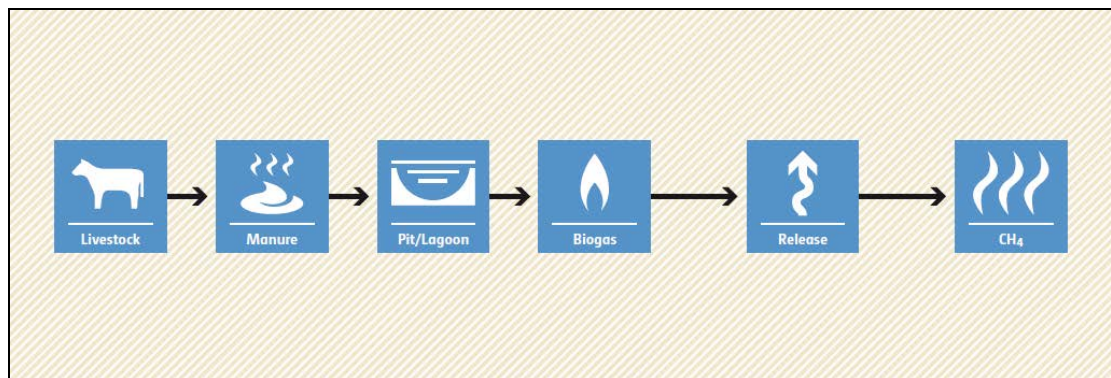 Livestock
Manure
Pit/Lagoon
Biogas
Release
CH4